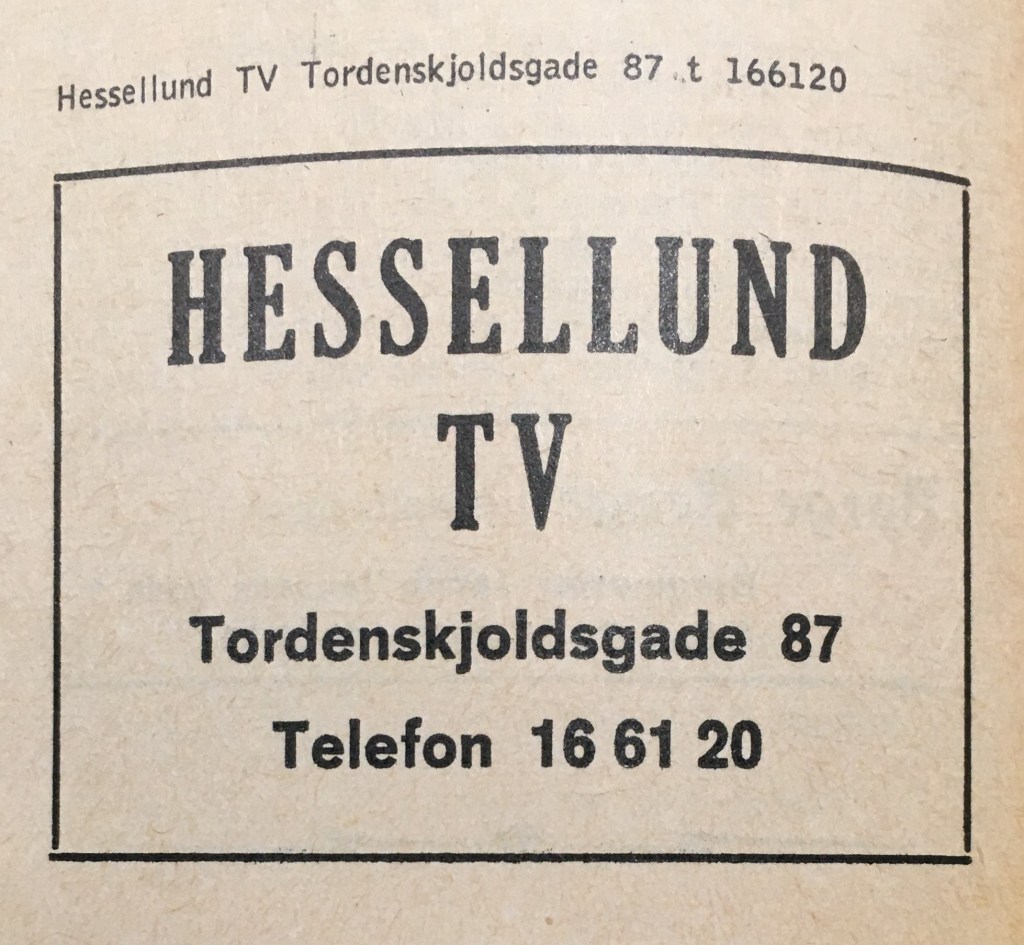 Hessellund TV Tordenskjoldsgade 87 .t 166120
HESSELLUND
TV
Tordenskjoldsgade 87
Telefon 16 61 20